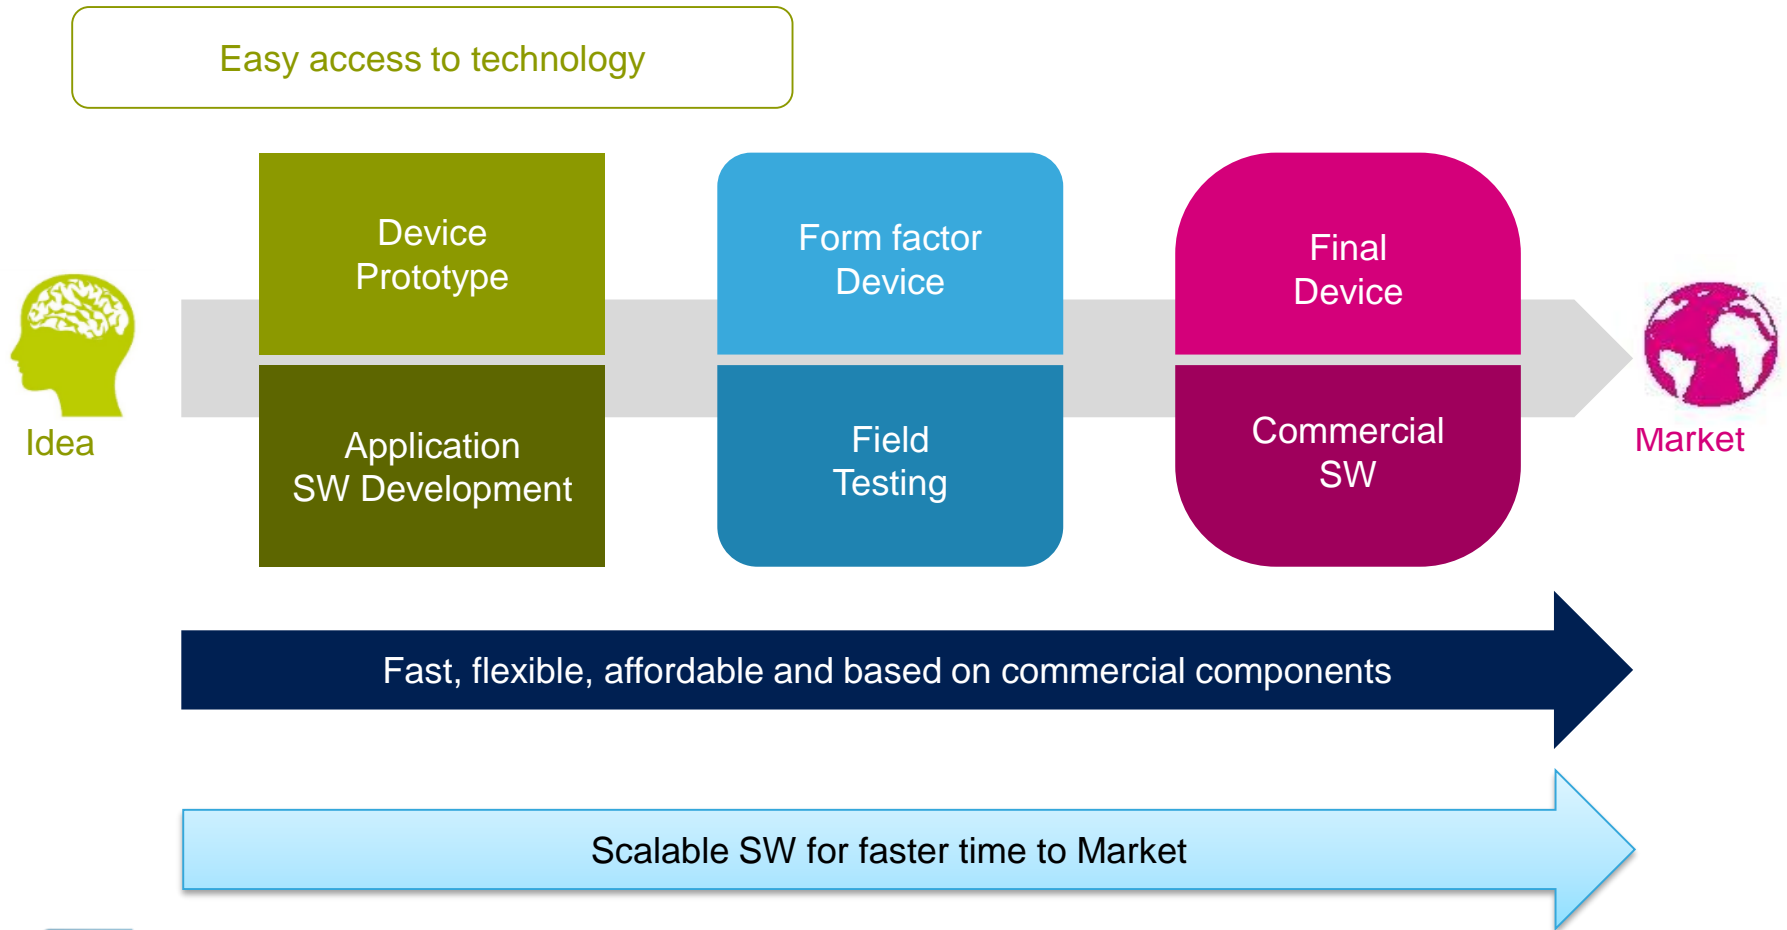 Easy access to technology
Device
Prototype
Form factor
Device
Final
Device
Idea
Application
SW Development
Field
Testing
Commercial
SW
Market
Fast, flexible, affordable and based on commercial components
Scalable SW for faster time to Market